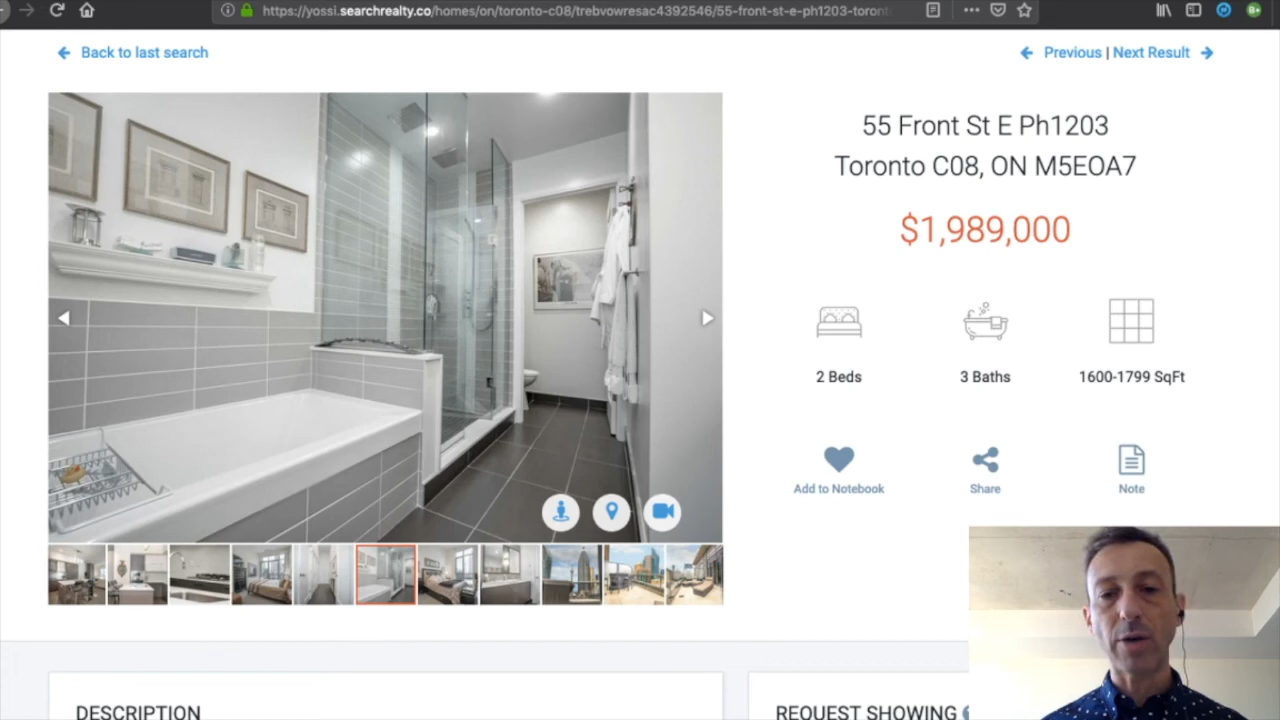 https://yossi.searchrealty.co/homes/on/toronto-c08/trebvowresac4392546/55-front-st-e-ph1203-toront
B+
Back to last search
Previous | Next Result
55 Front St E Ph1203
Toronto C08, ON M5EOA7
$1,989,000
2 Beds
3 Baths
1600-1799 SqFt
Add to Notebook
Share
Note
DESCRIPTION
REQUEST SHOWING